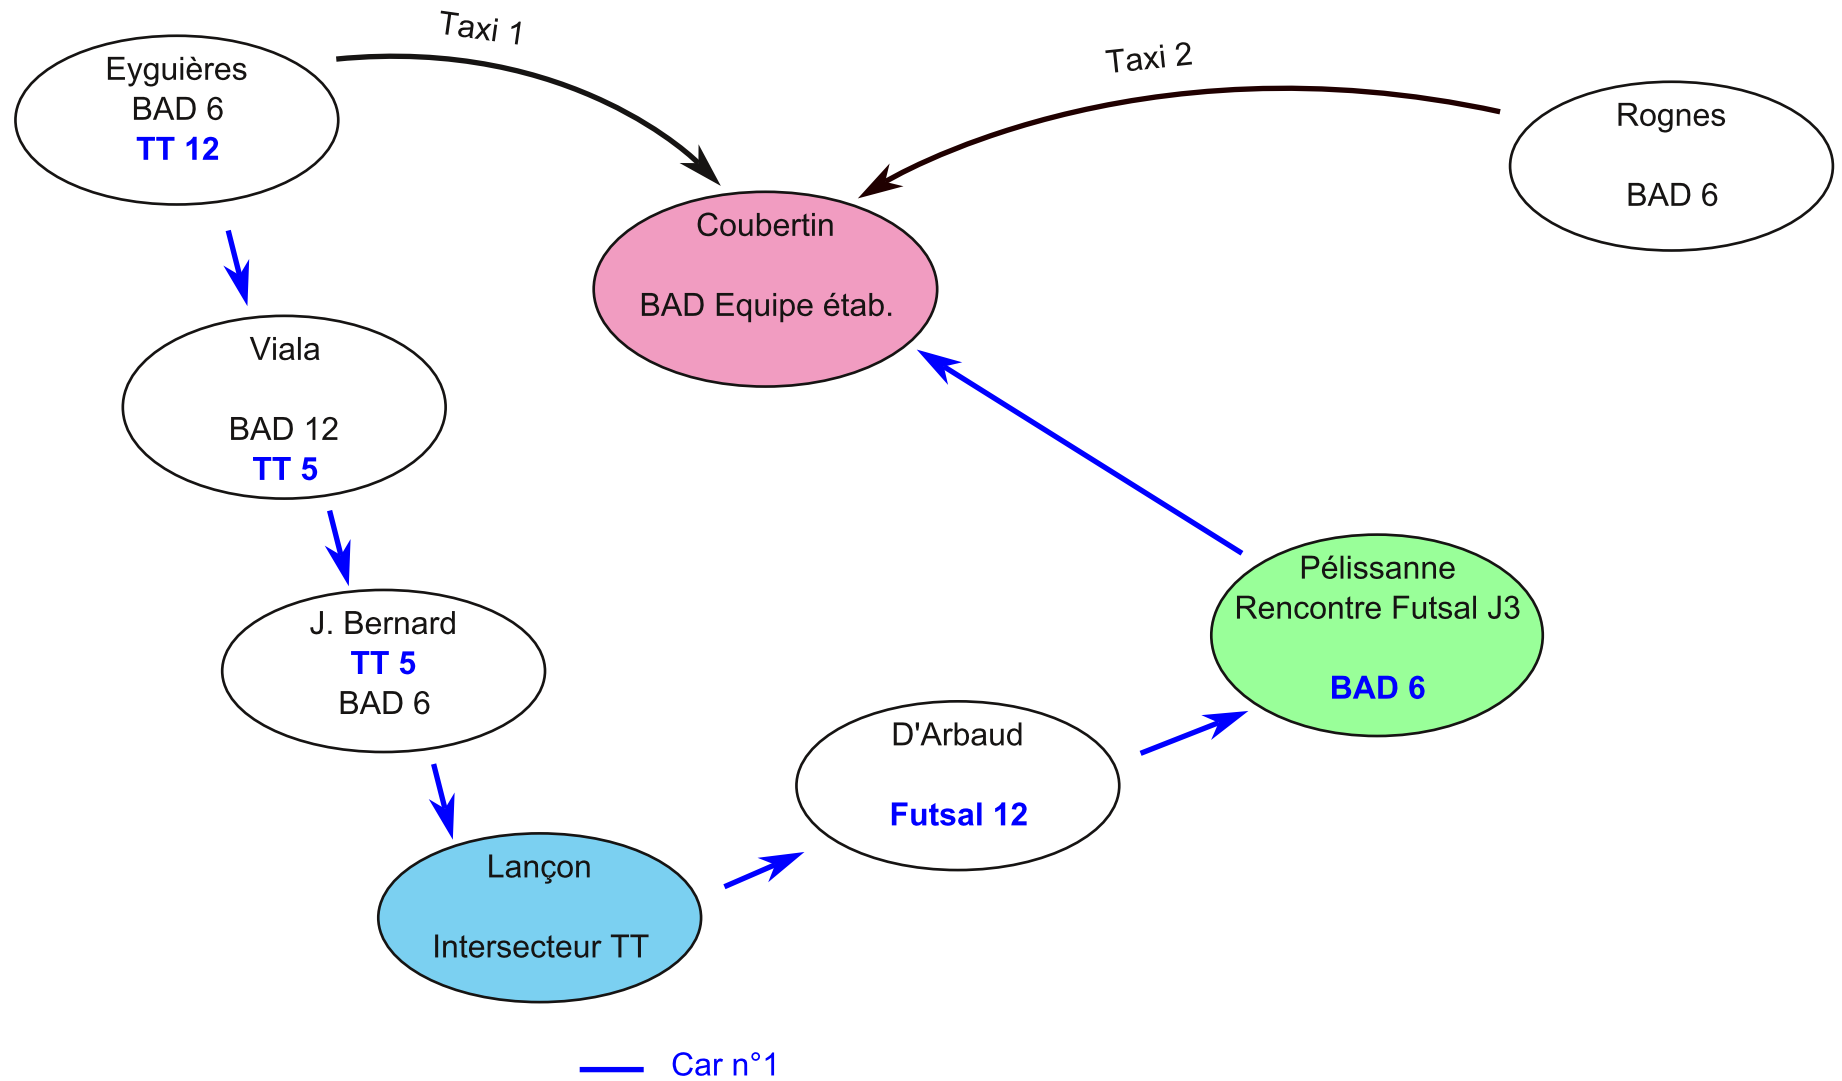 Taxi 1
Taxi 2
Eyguières
BAD 6
TT 12
Rognes
BAD 6
Coubertin
BAD Equipe étab.
Viala
BAD 12
TT 5
J. Bernard
TT 5
BAD 6
Pélissanne
Rencontre Futsal J3
BAD 6
D'Arbaud
Futsal 12
Lançon
Intersecteur TT
Car n°1